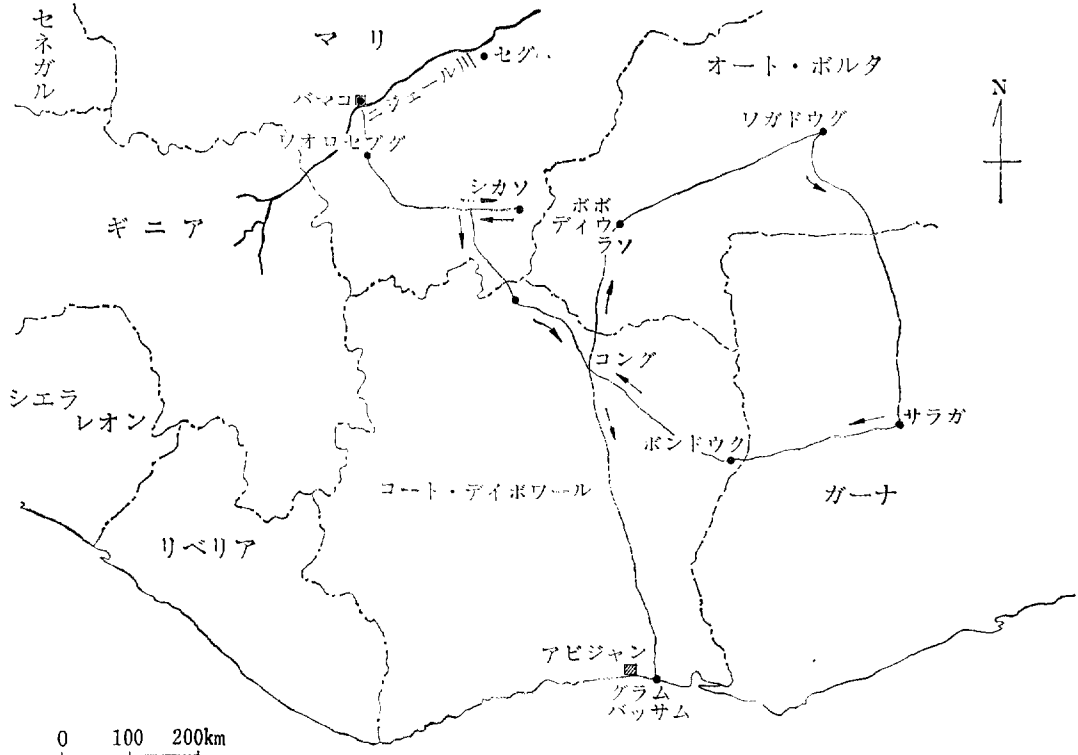 セネガル
マリ
セグ
オート・ボルタ
N
バマコ
ニジェール川
ワガドウグ
ウオロセブグ
シカソ
ボボ
ディウ
ラソ
ギニア
コング
シエラ
レオン
サラガ
ボンドウク
コート・デイボワール
ガーナ
リベリア
アビジャン
グラム
バッサム
0 100 200km